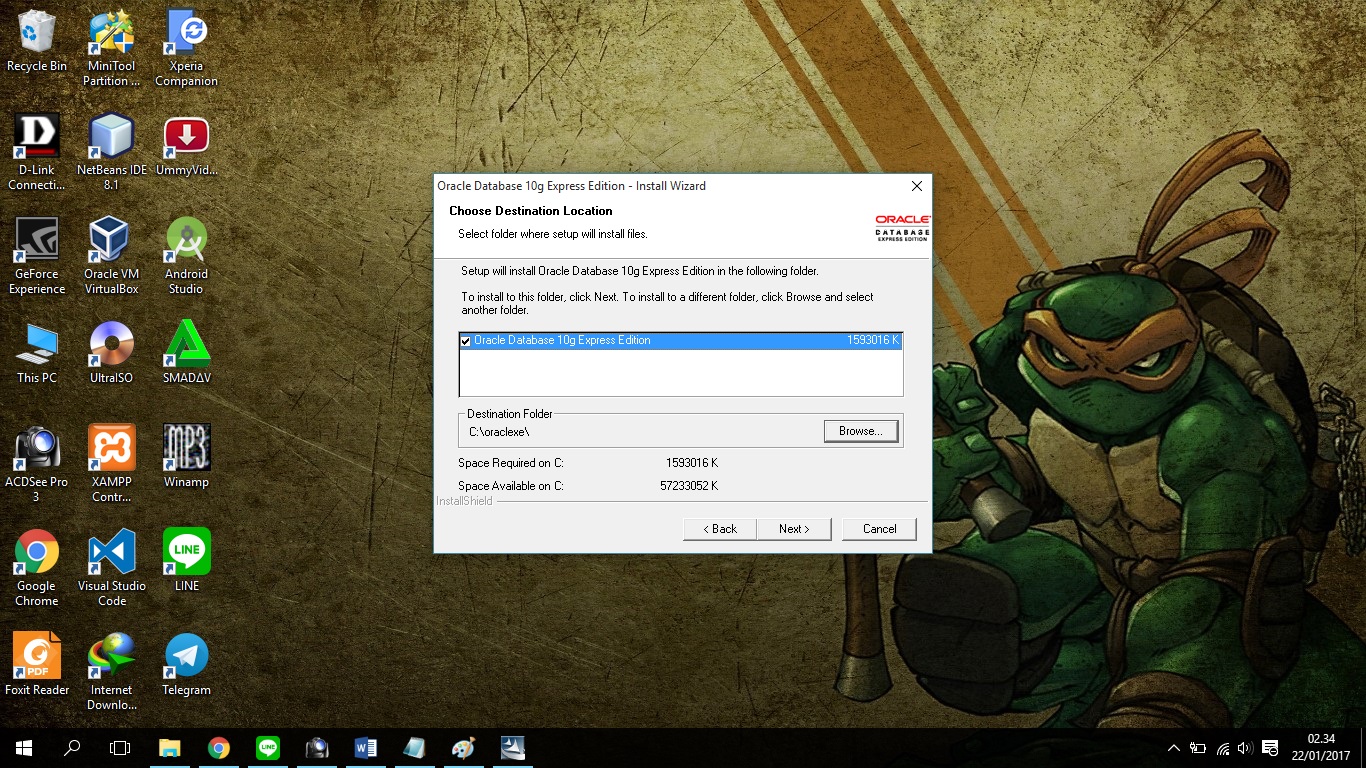 Recycle Bin
MiniTool
Partition ...
Xperia
Companion
D-Link
Connecti...
NetBeans IDE
8.1
UmmyVid...
GeForce
Experience
Oracle VM
VirtualBox
Android
Studio
This PC
UltraISO
SMADΔV
ACDSee Pro
3
XAMPP
Contr...
MP3
Winamp
Google
Chrome
Visual Studio
Code
LINE
LINE
PDF
Foxit Reader
Internet
Downlo...
Telegram
Oracle Database 10g Express Edition - Install Wizard
Choose Destination Location
Select folder where setup will install files.
ORACLE
DATABASE
EXPRESS EDITION
Setup will install Oracle Database 10g Express Edition in the following folder.
To install to this folder, click Next. To install to a different folder, click Browse and select
another folder.
Oracle Database 10g Express Edition 1593016 K
Destination Folder
C:\oraclexe\
Browse...
Space Required on C: 1593016 K
Space Available on C: 57233052 K
InstallShield
< Back Next > Cancel
LINE
02.34
22/01/2017